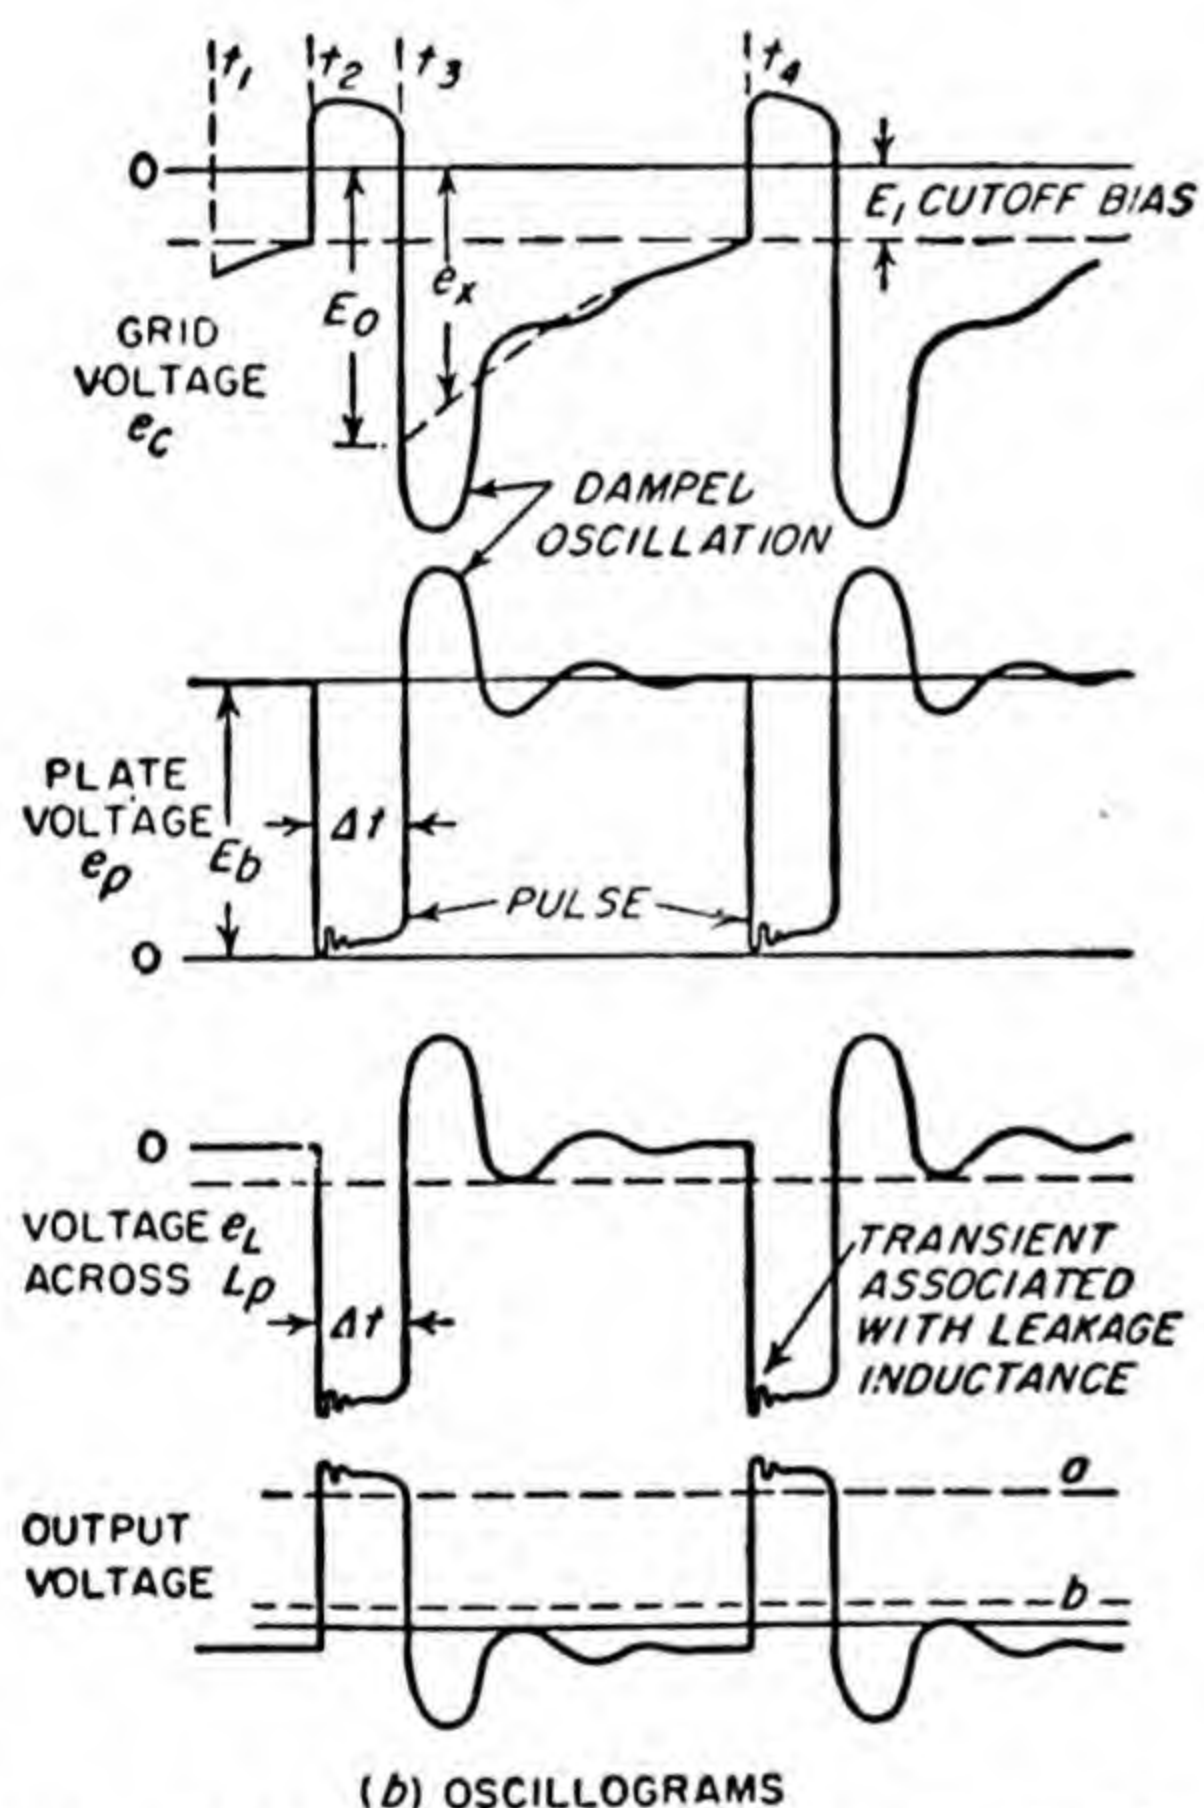 t1 t2 t3 t4
0
E1 CUTOFF BIAS
Eo ex
GRID
VOLTAGE
ec
DAMPEL
OSCILLATION
PLATE
VOLTAGE
ep
Eb
Δt
PULSE
0
0
VOLTAGE eL
ACROSS Lp
Δt
TRANSIENT
ASSOCIATED
WITH LEAKAGE
INDUCTANCE
a
OUTPUT
VOLTAGE
b
(b) OSCILLOGRAMS